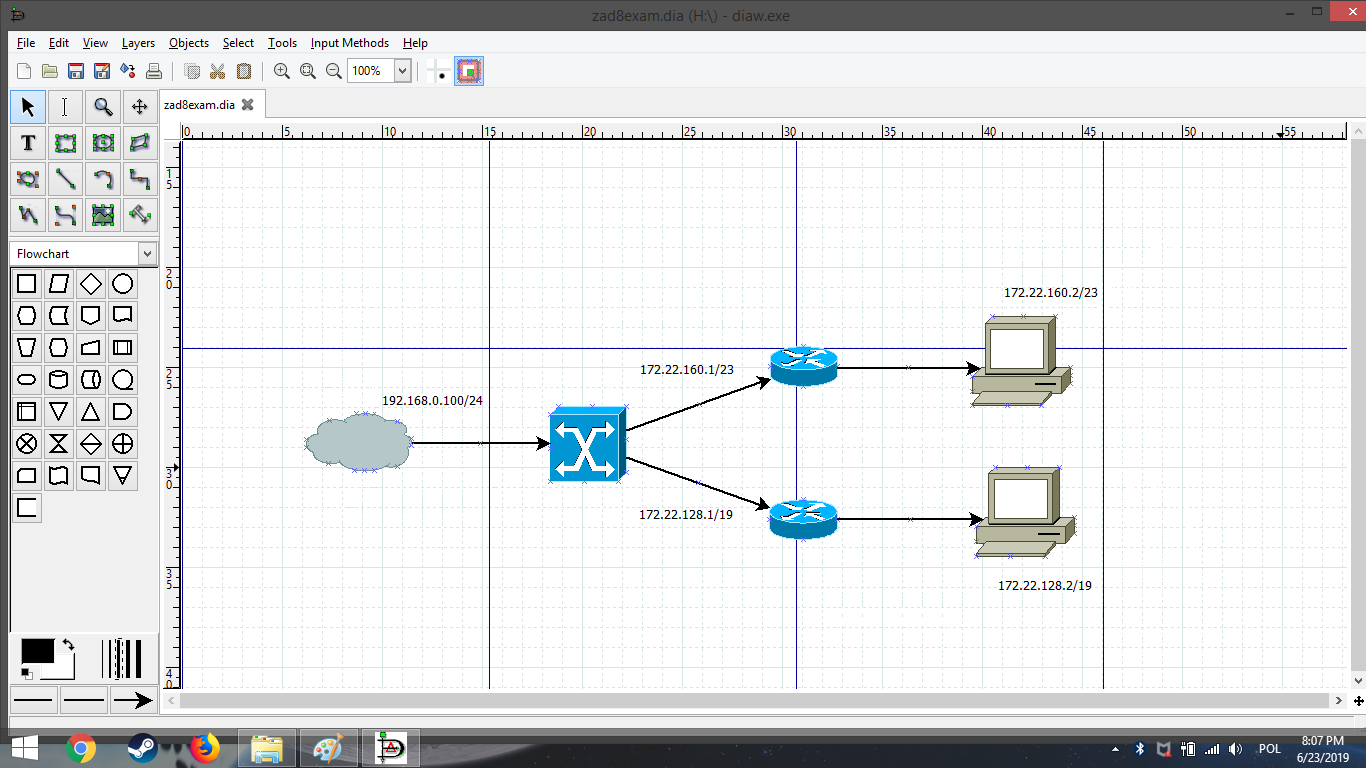 zad8exam.dia (H:\) - diaw.exe
File Edit View Layers Objects Select Tools Input Methods Help
100%
zad8exam.dia
0 5 10 15 20 25 30 35 40 45 50 55
15
20
25
30
35
40
T
Flowchart
172.22.160.2/23
172.22.160.1/23
192.168.0.100/24
172.22.128.1/19
172.22.128.2/19
POL
8:07 PM
6/23/2019